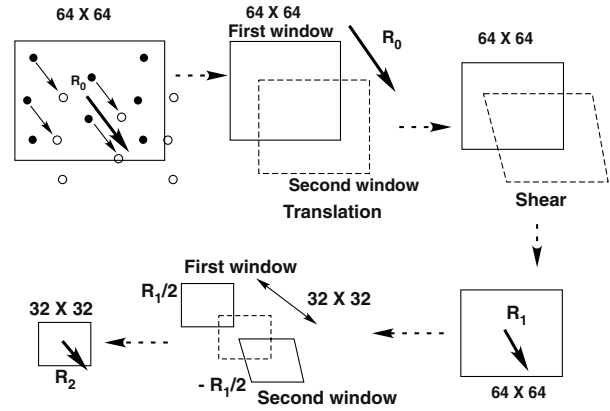 64 X 64
R0
64 X 64
First window
R0
Second window
Translation
64 X 64
Shear
First window
R1/2
32 X 32
- R1/2
Second window
32 X 32
R2
R1
64 X 64